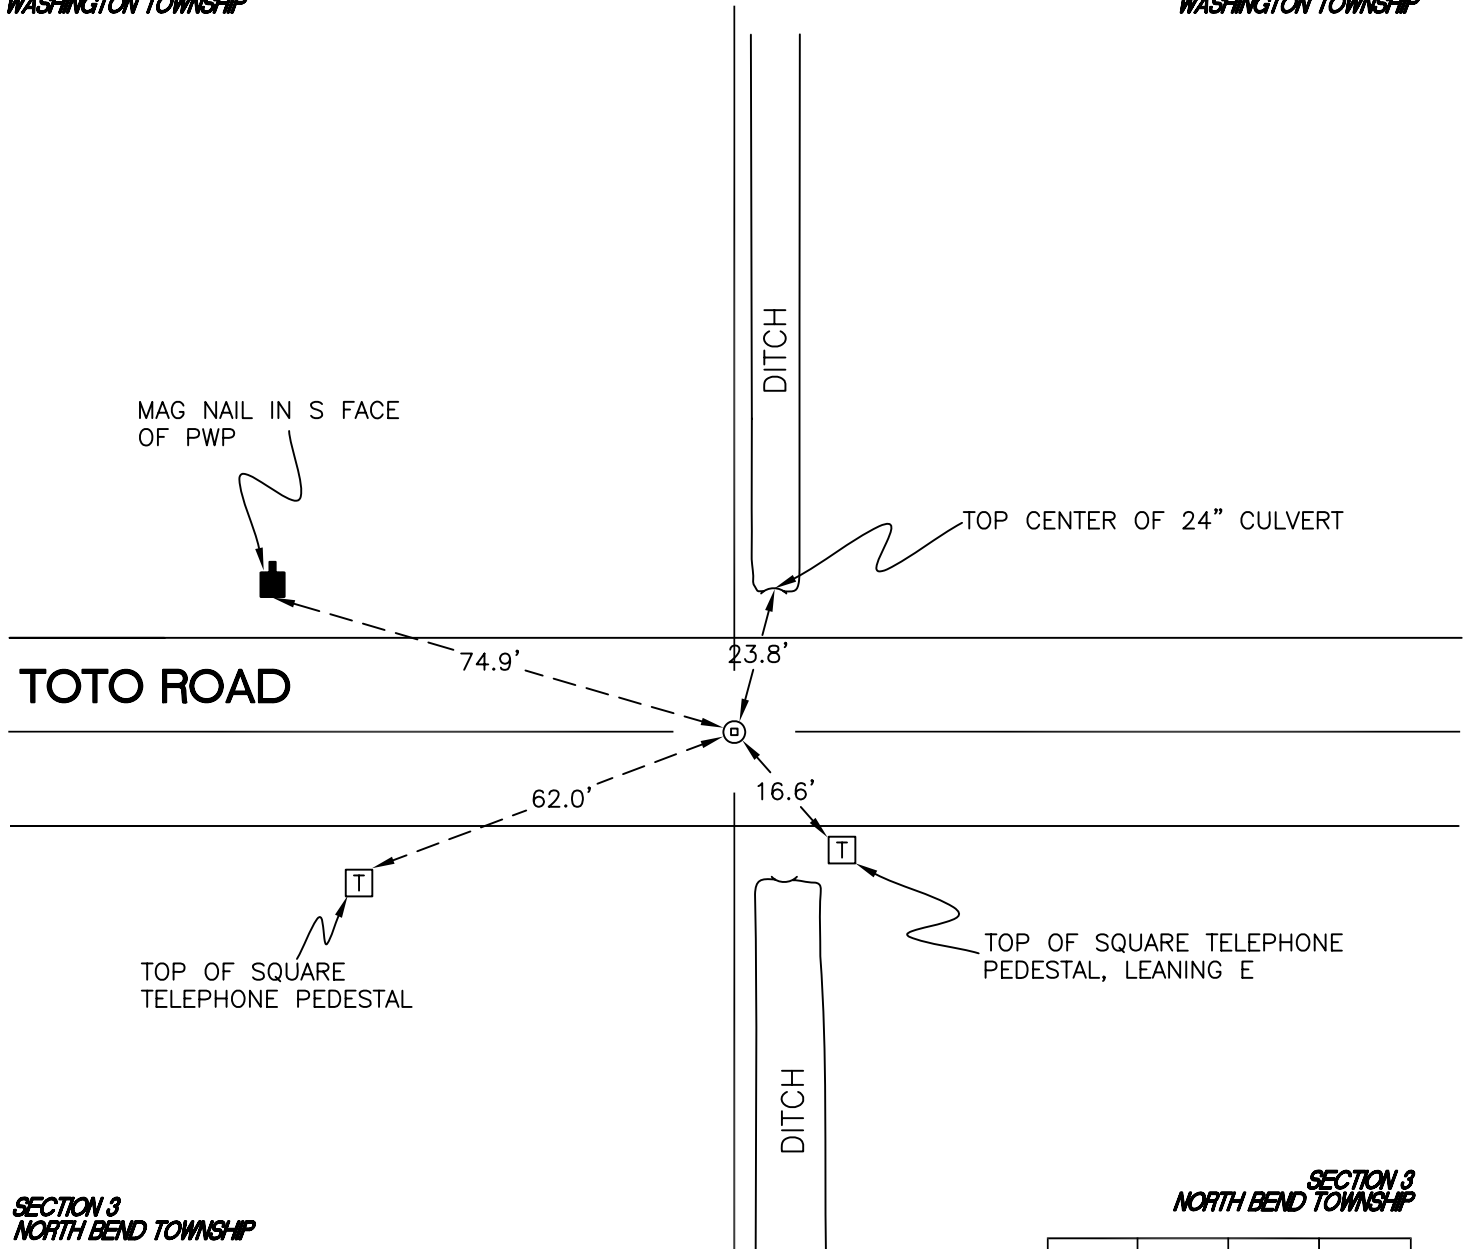 WASHINGTON TOWNSHIP
WASHINGTON TOWNSHIP
DITCH
MAG NAIL IN S FACE
OF PWP
TOP CENTER OF 24” CULVERT
74.9’
23.8’
TOTO ROAD
62.0’
16.6’
T
T
TOP OF SQUARE
TELEPHONE PEDESTAL
TOP OF SQUARE TELEPHONE
PEDESTAL, LEANING E
DITCH
SECTION 3
NORTH BEND TOWNSHIP
SECTION 3
NORTH BEND TOWNSHIP